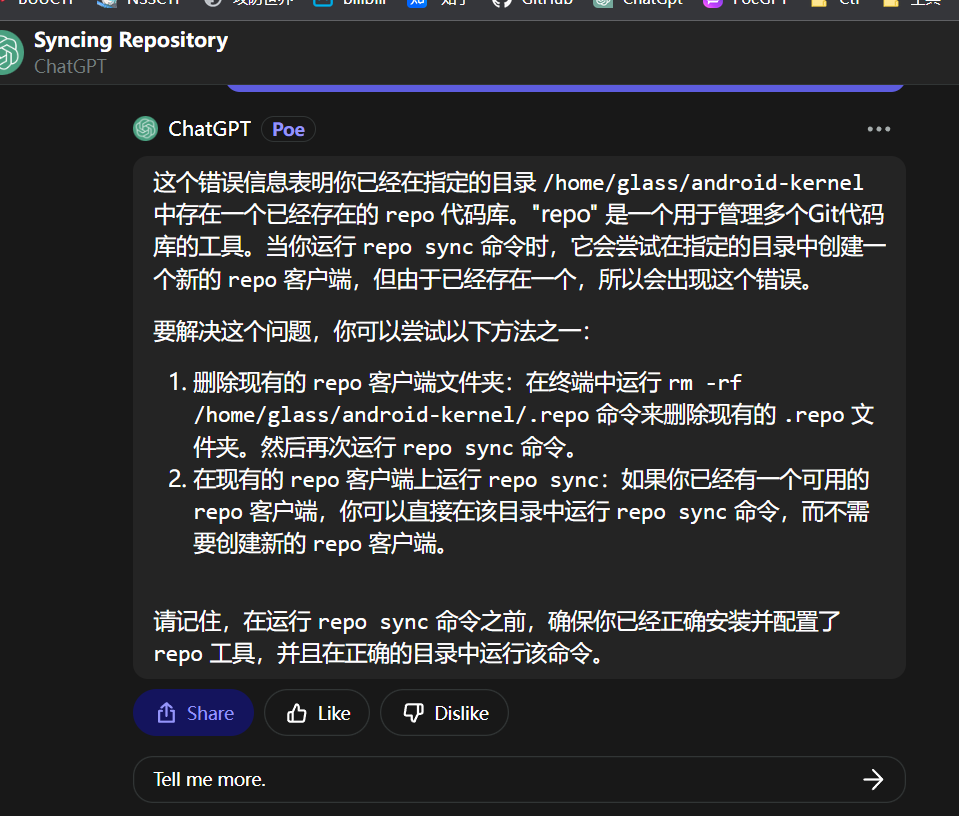 NSSCTF
攻防世界
bilibili
知乎
GitHub
ChatGpt
PoeGPT
Ctf
工具
Syncing Repository
ChatGPT
ChatGPT Poe
这个错误信息表明你已经在指定的目录 /home/glass/android-kernel
中存在一个已经存在的 repo 代码库。"repo" 是一个用于管理多个Git代码
库的工具。当你运行 repo sync 命令时，它会尝试在指定的目录中创建一
个新的 repo 客户端，但由于已经存在一个，所以会出现这个错误。
要解决这个问题，你可以尝试以下方法之一：
1. 删除现有的 repo 客户端文件夹：在终端中运行 rm -rf
/home/glass/android-kernel/.repo 命令来删除现有的 .repo 文
件夹。然后再次运行 repo sync 命令。
2. 在现有的 repo 客户端上运行 repo sync：如果你已经有一个可用的
repo 客户端，你可以直接在该目录中运行 repo sync 命令，而不需
要创建新的 repo 客户端。
请记住，在运行 repo sync 命令之前，确保你已经正确安装并配置了
repo 工具，并且在正确的目录中运行该命令。
Share
Like
Dislike
Tell me more.